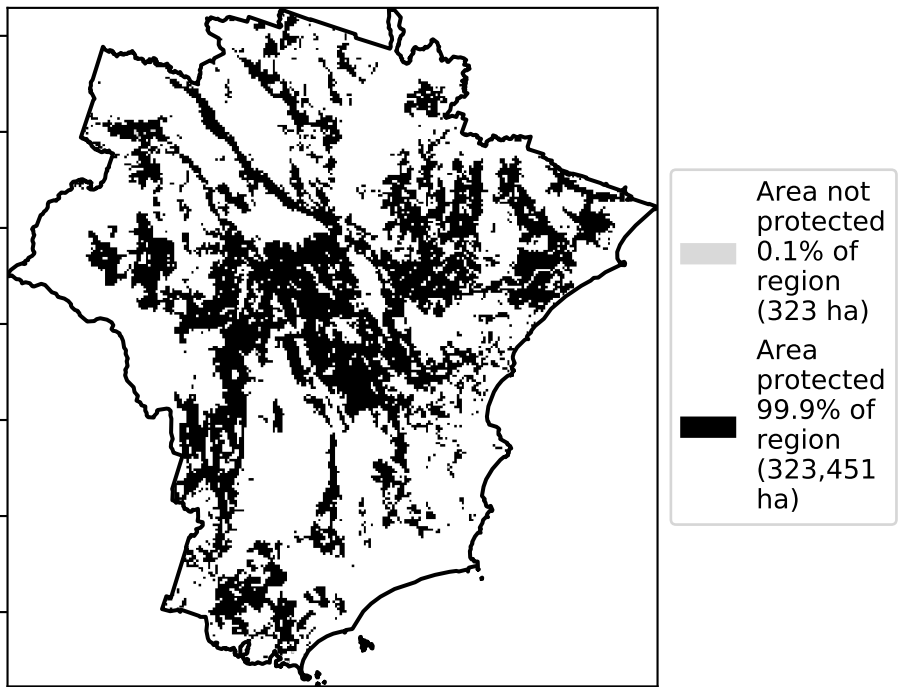 Area not
protected
0.1% of
region
(323 ha)
Area
protected
99.9% of
region
(323,451
ha)